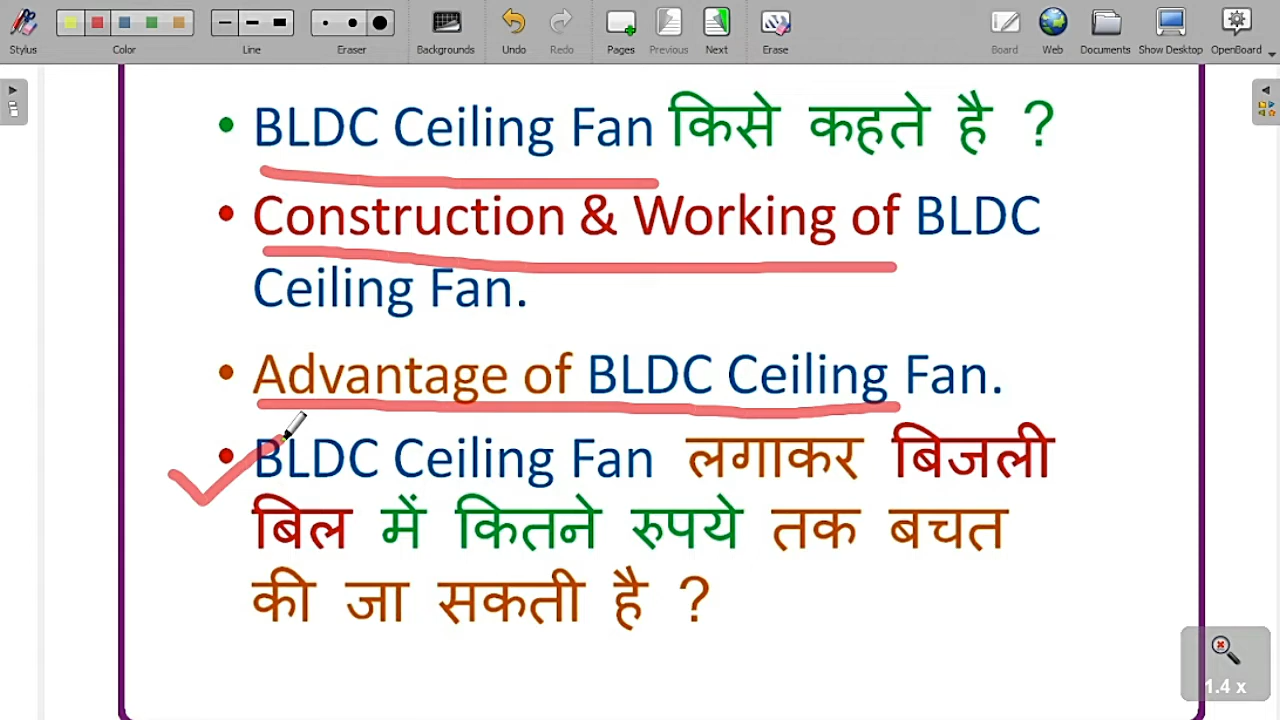 Stylus
Color
Line
Eraser
Backgrounds
Undo
Redo
Pages
Previous
Next
Erase
Board
Web
Documents
Show Desktop
OpenBoard
• BLDC Ceiling Fan किसे कहते है ?
• Construction & Working of BLDC
Ceiling Fan.
• Advantage of BLDC Ceiling Fan.
• BLDC Ceiling Fan लगाकर बिजली
बिल में कितने रुपये तक बचत
की जा सकती है ?
1.4 x